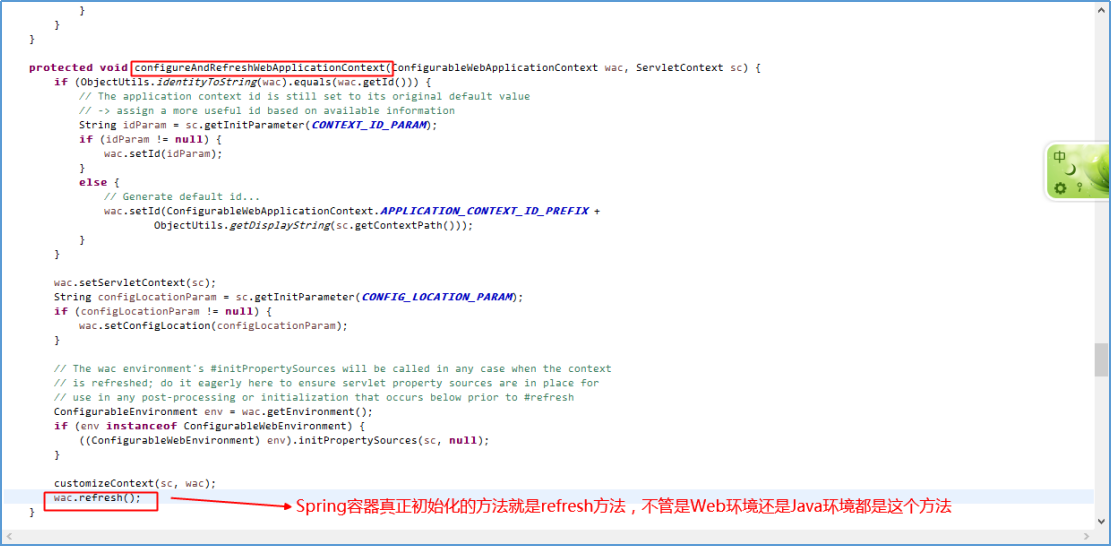 }
    }
}
protected void configureAndRefreshWebApplicationContext(ConfigurableWebApplicationContext wac, ServletContext sc) {
    if (ObjectUtils.identityToString(wac).equals(wac.getId())) {
        // The application context id is still set to its original default value
        // -> assign a more useful id based on available information
        String idParam = sc.getInitParameter(CONTEXT_ID_PARAM);
        if (idParam != null) {
            wac.setId(idParam);
        }
        else {
            // Generate default id...
            wac.setId(ConfigurableWebApplicationContext.APPLICATION_CONTEXT_ID_PREFIX +
                    ObjectUtils.getDisplayString(sc.getContextPath()));
        }
    }
    wac.setServletContext(sc);
    String configLocationParam = sc.getInitParameter(CONFIG_LOCATION_PARAM);
    if (configLocationParam != null) {
        wac.setConfigLocation(configLocationParam);
    }
    // The wac environment's #initPropertySources will be called in any case when the context
    // is refreshed; do it eagerly here to ensure servlet property sources are in place for
    // use in any post-processing or initialization that occurs below prior to #refresh
    ConfigurableEnvironment env = wac.getEnvironment();
    if (env instanceof ConfigurableWebEnvironment) {
        ((ConfigurableWebEnvironment) env).initPropertySources(sc, null);
    }
    customizeContext(sc, wac);
    wac.refresh();
Spring容器真正初始化的方法就是refresh方法，不管是Web环境还是Java环境都是这个方法
}
中